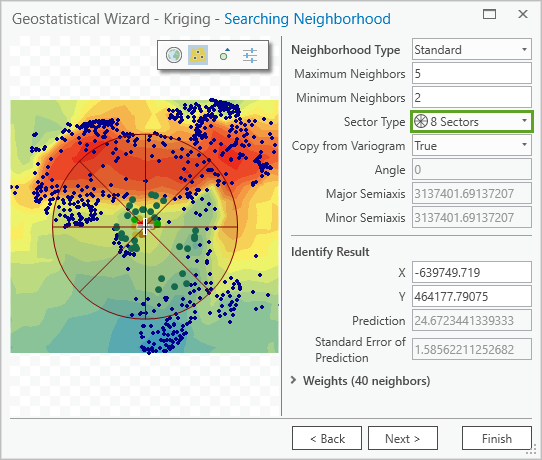 Geostatistical Wizard - Kriging - Searching Neighborhood
Neighborhood Type Standard
Maximum Neighbors 5
Minimum Neighbors 2
Sector Type 8 Sectors
Copy from Variogram True
Angle 0
Major Semiaxis 3137401.69137207
Minor Semiaxis 3137401.69137207
Identify Result
X -639749.719
Y 464177.79075
Prediction 24.6723441339333
Standard Error of
Prediction 1.58562211252682
Weights (40 neighbors)
< Back Next > Finish